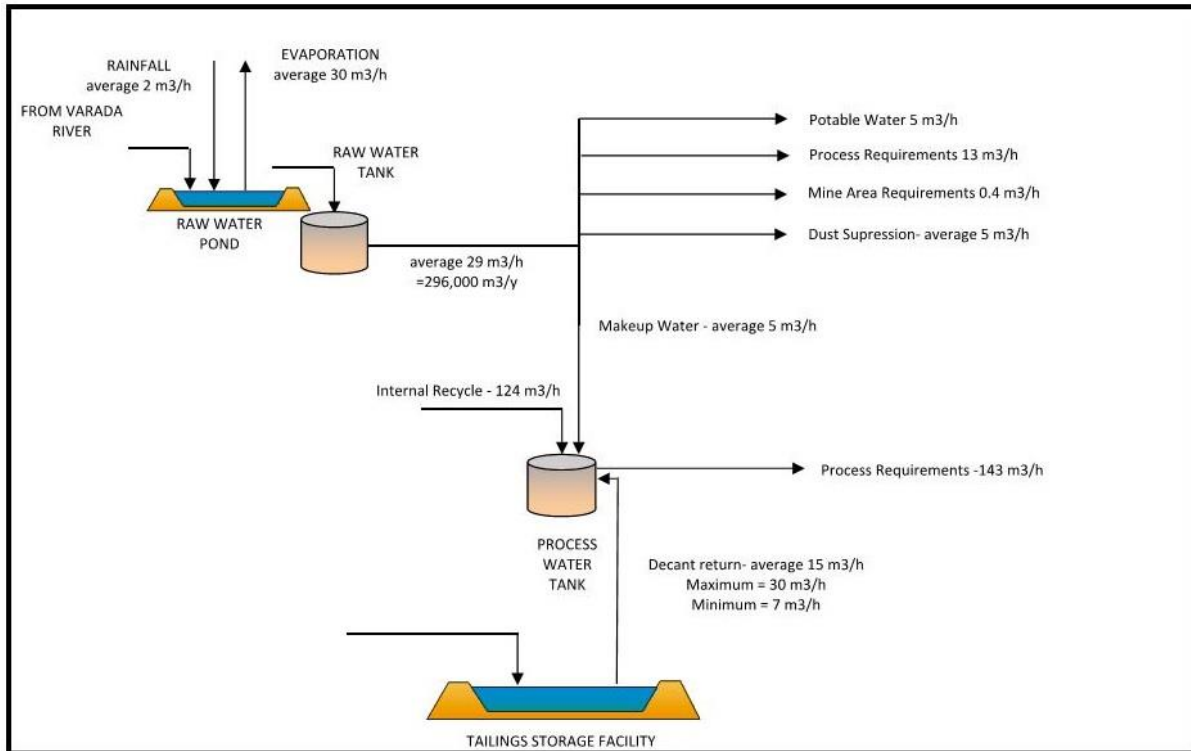 RAINFALL
average 2 m3/h
EVAPORATION
average 30 m3/h
FROM VARADA
RIVER
RAW WATER
TANK
RAW WATER
POND
average 29 m3/h
=296,000 m3/y
Potable Water 5 m3/h
Process Requirements 13 m3/h
Mine Area Requirements 0.4 m3/h
Dust Supression- average 5 m3/h
Makeup Water - average 5 m3/h
Internal Recycle - 124 m3/h
Process Requirements -143 m3/h
PROCESS
WATER
TANK
Decant return- average 15 m3/h
Maximum = 30 m3/h
Minimum = 7 m3/h
TAILINGS STORAGE FACILITY